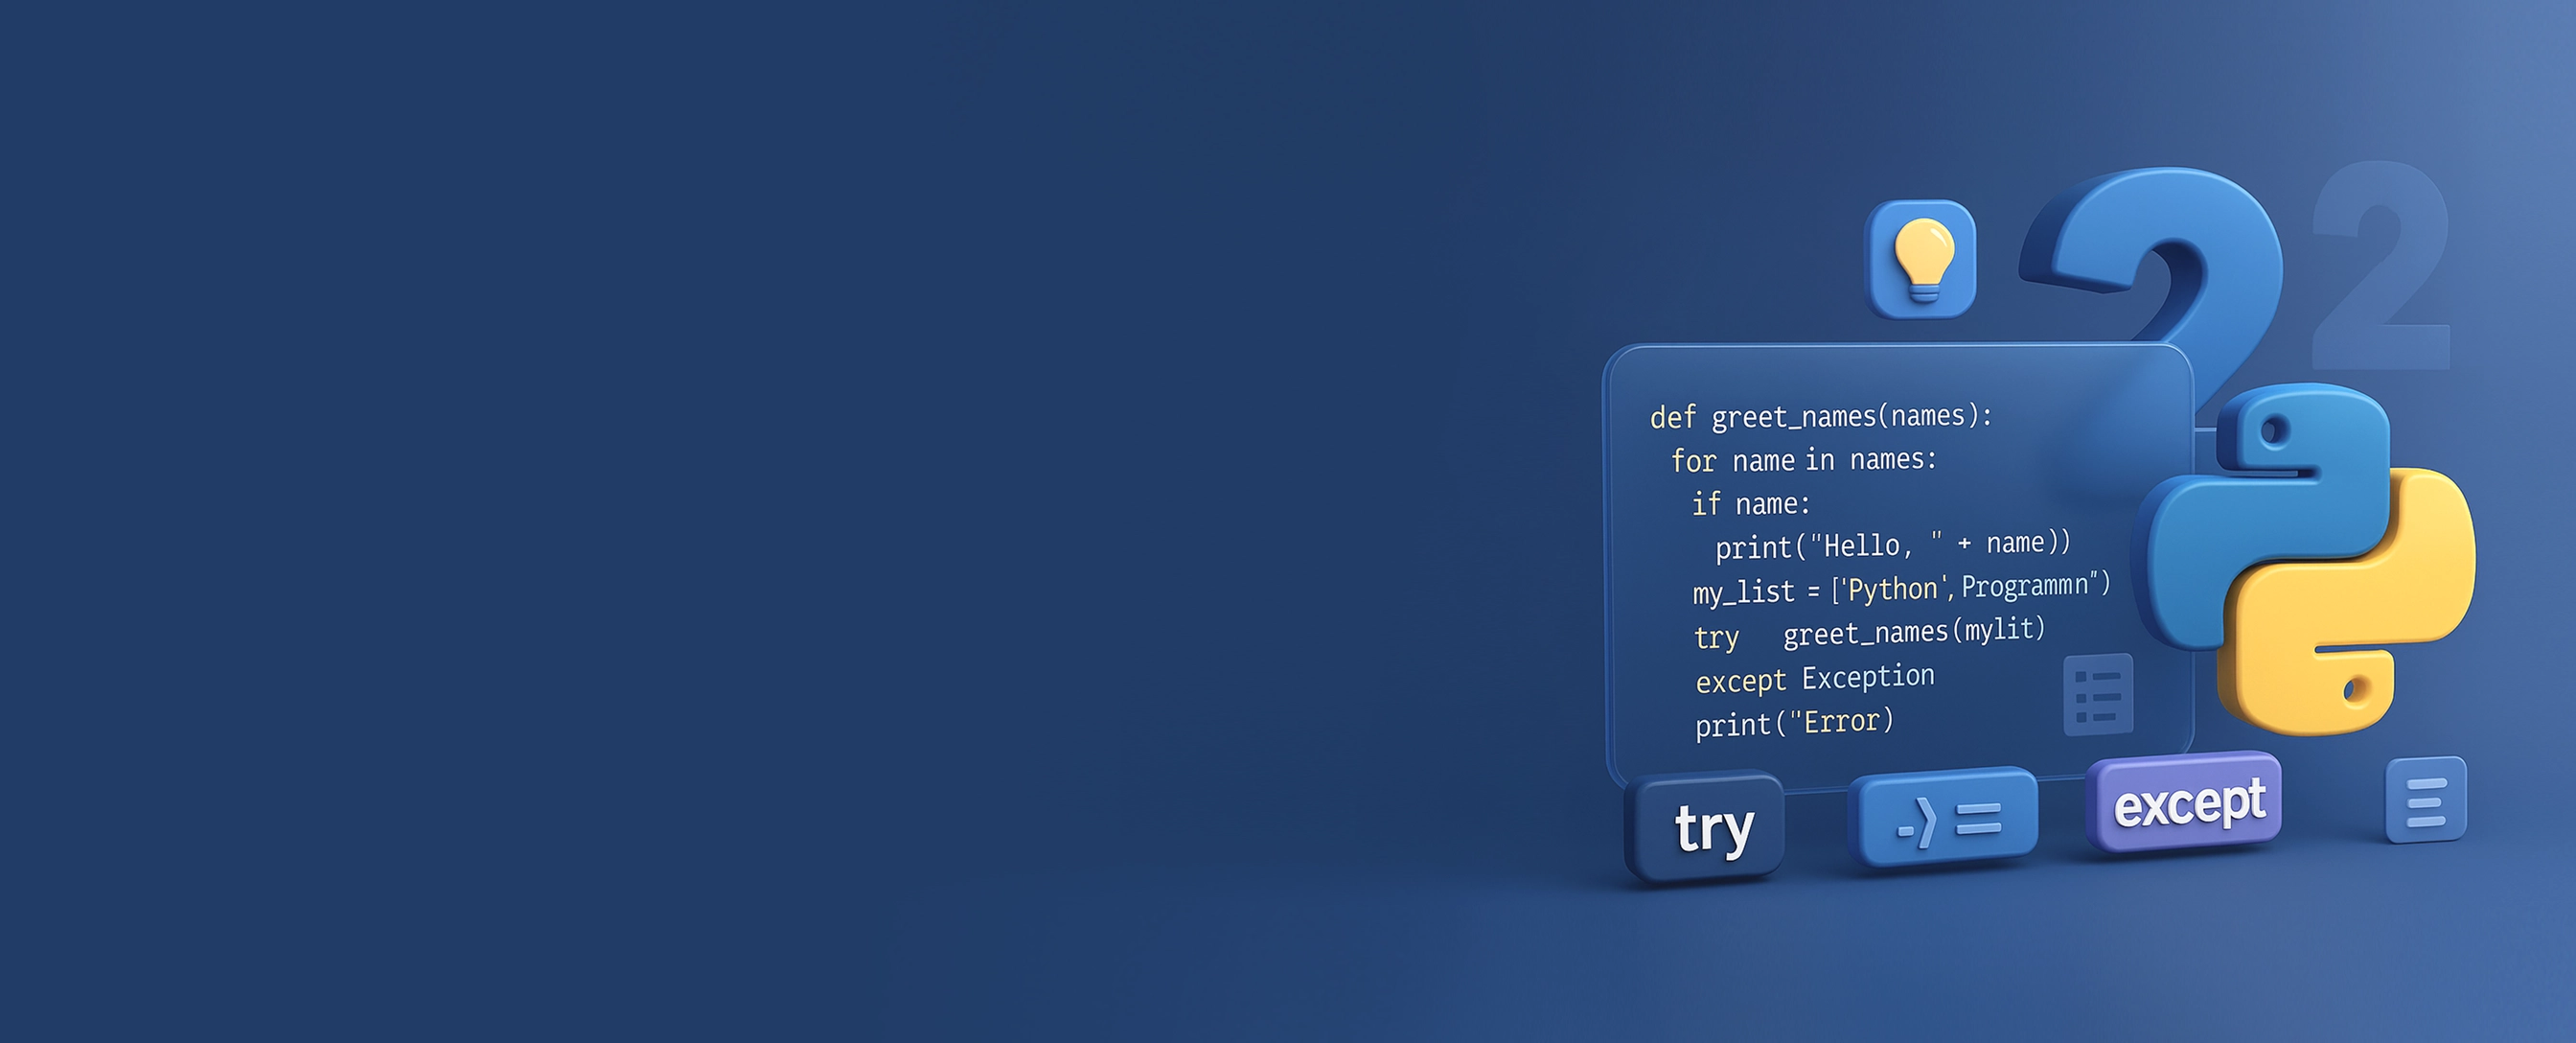 2
2
def greet_names(names):
for name in names:
if name:
print("Hello, " + name))
my_list = ['Python', Programmn")
try greet_names(mylit)
except Exception
print("Error)
try
-> =
except